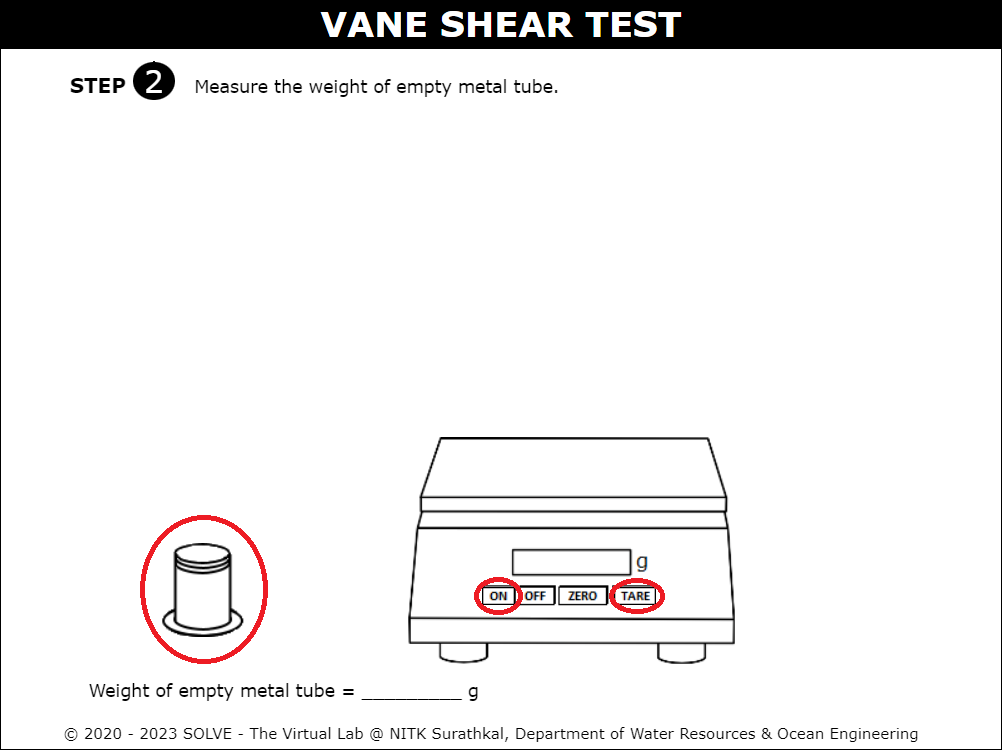 VANE SHEAR TEST
STEP 2 Measure the weight of empty metal tube.
g
ON OFF ZERO TARE
Weight of empty metal tube = _________ g
© 2020 - 2023 SOLVE - The Virtual Lab @ NITK Surathkal, Department of Water Resources & Ocean Engineering